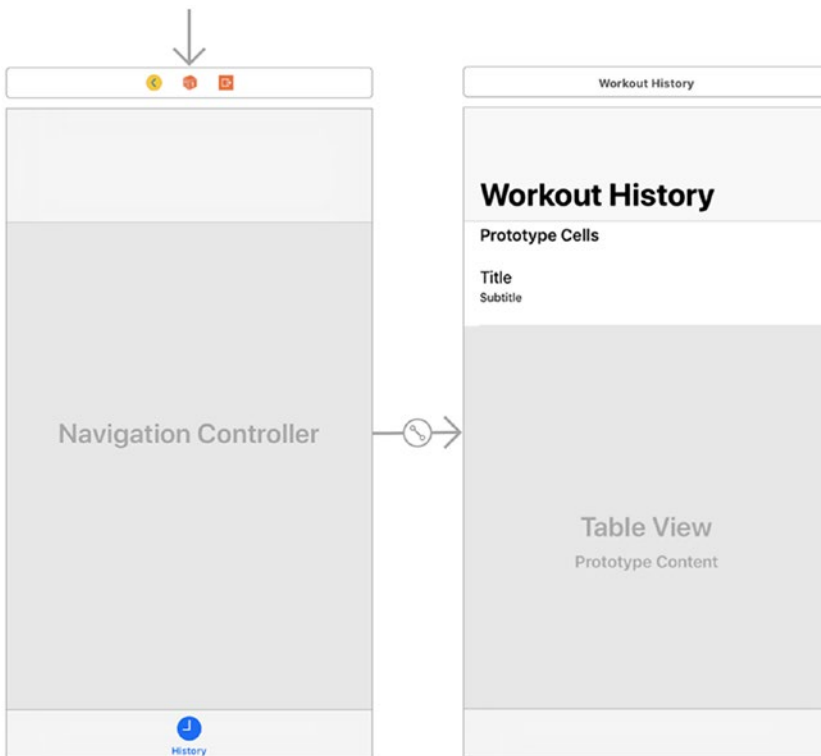 Workout History
Workout History
Prototype Cells
Title
Subtitle
Navigation Controller
Table View
Prototype Content
History